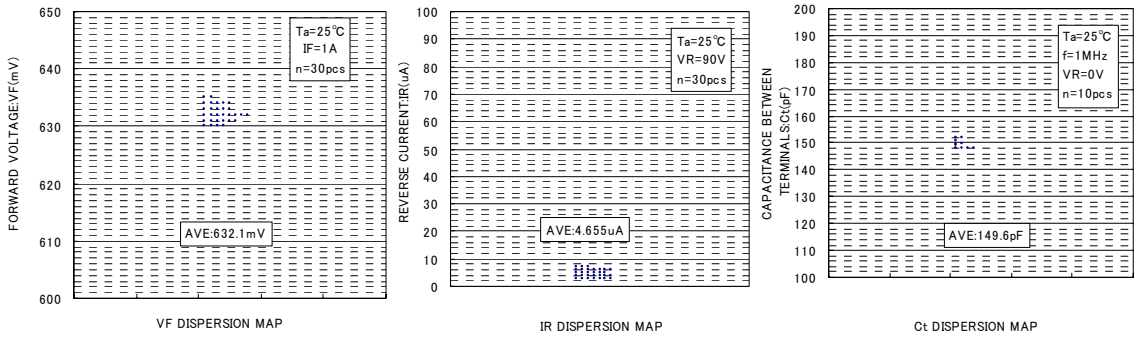 FORWARD VOLTAGE:VF(mV)
650
640
630
620
610
600
Ta=25℃
IF=1A
n=30pcs
AVE:632.1mV
VF DISPERSION MAP
REVERSE CURRENT:IR(uA)
100
90
80
70
60
50
40
30
20
10
0
Ta=25℃
VR=90V
n=30pcs
AVE:4.655uA
IR DISPERSION MAP
CAPACITANCE BETWEEN
TERMINALS:Ct(pF)
200
190
180
170
160
150
140
130
120
110
100
Ta=25℃
f=1MHz
VR=0V
n=10pcs
AVE:149.6pF
Ct DISPERSION MAP